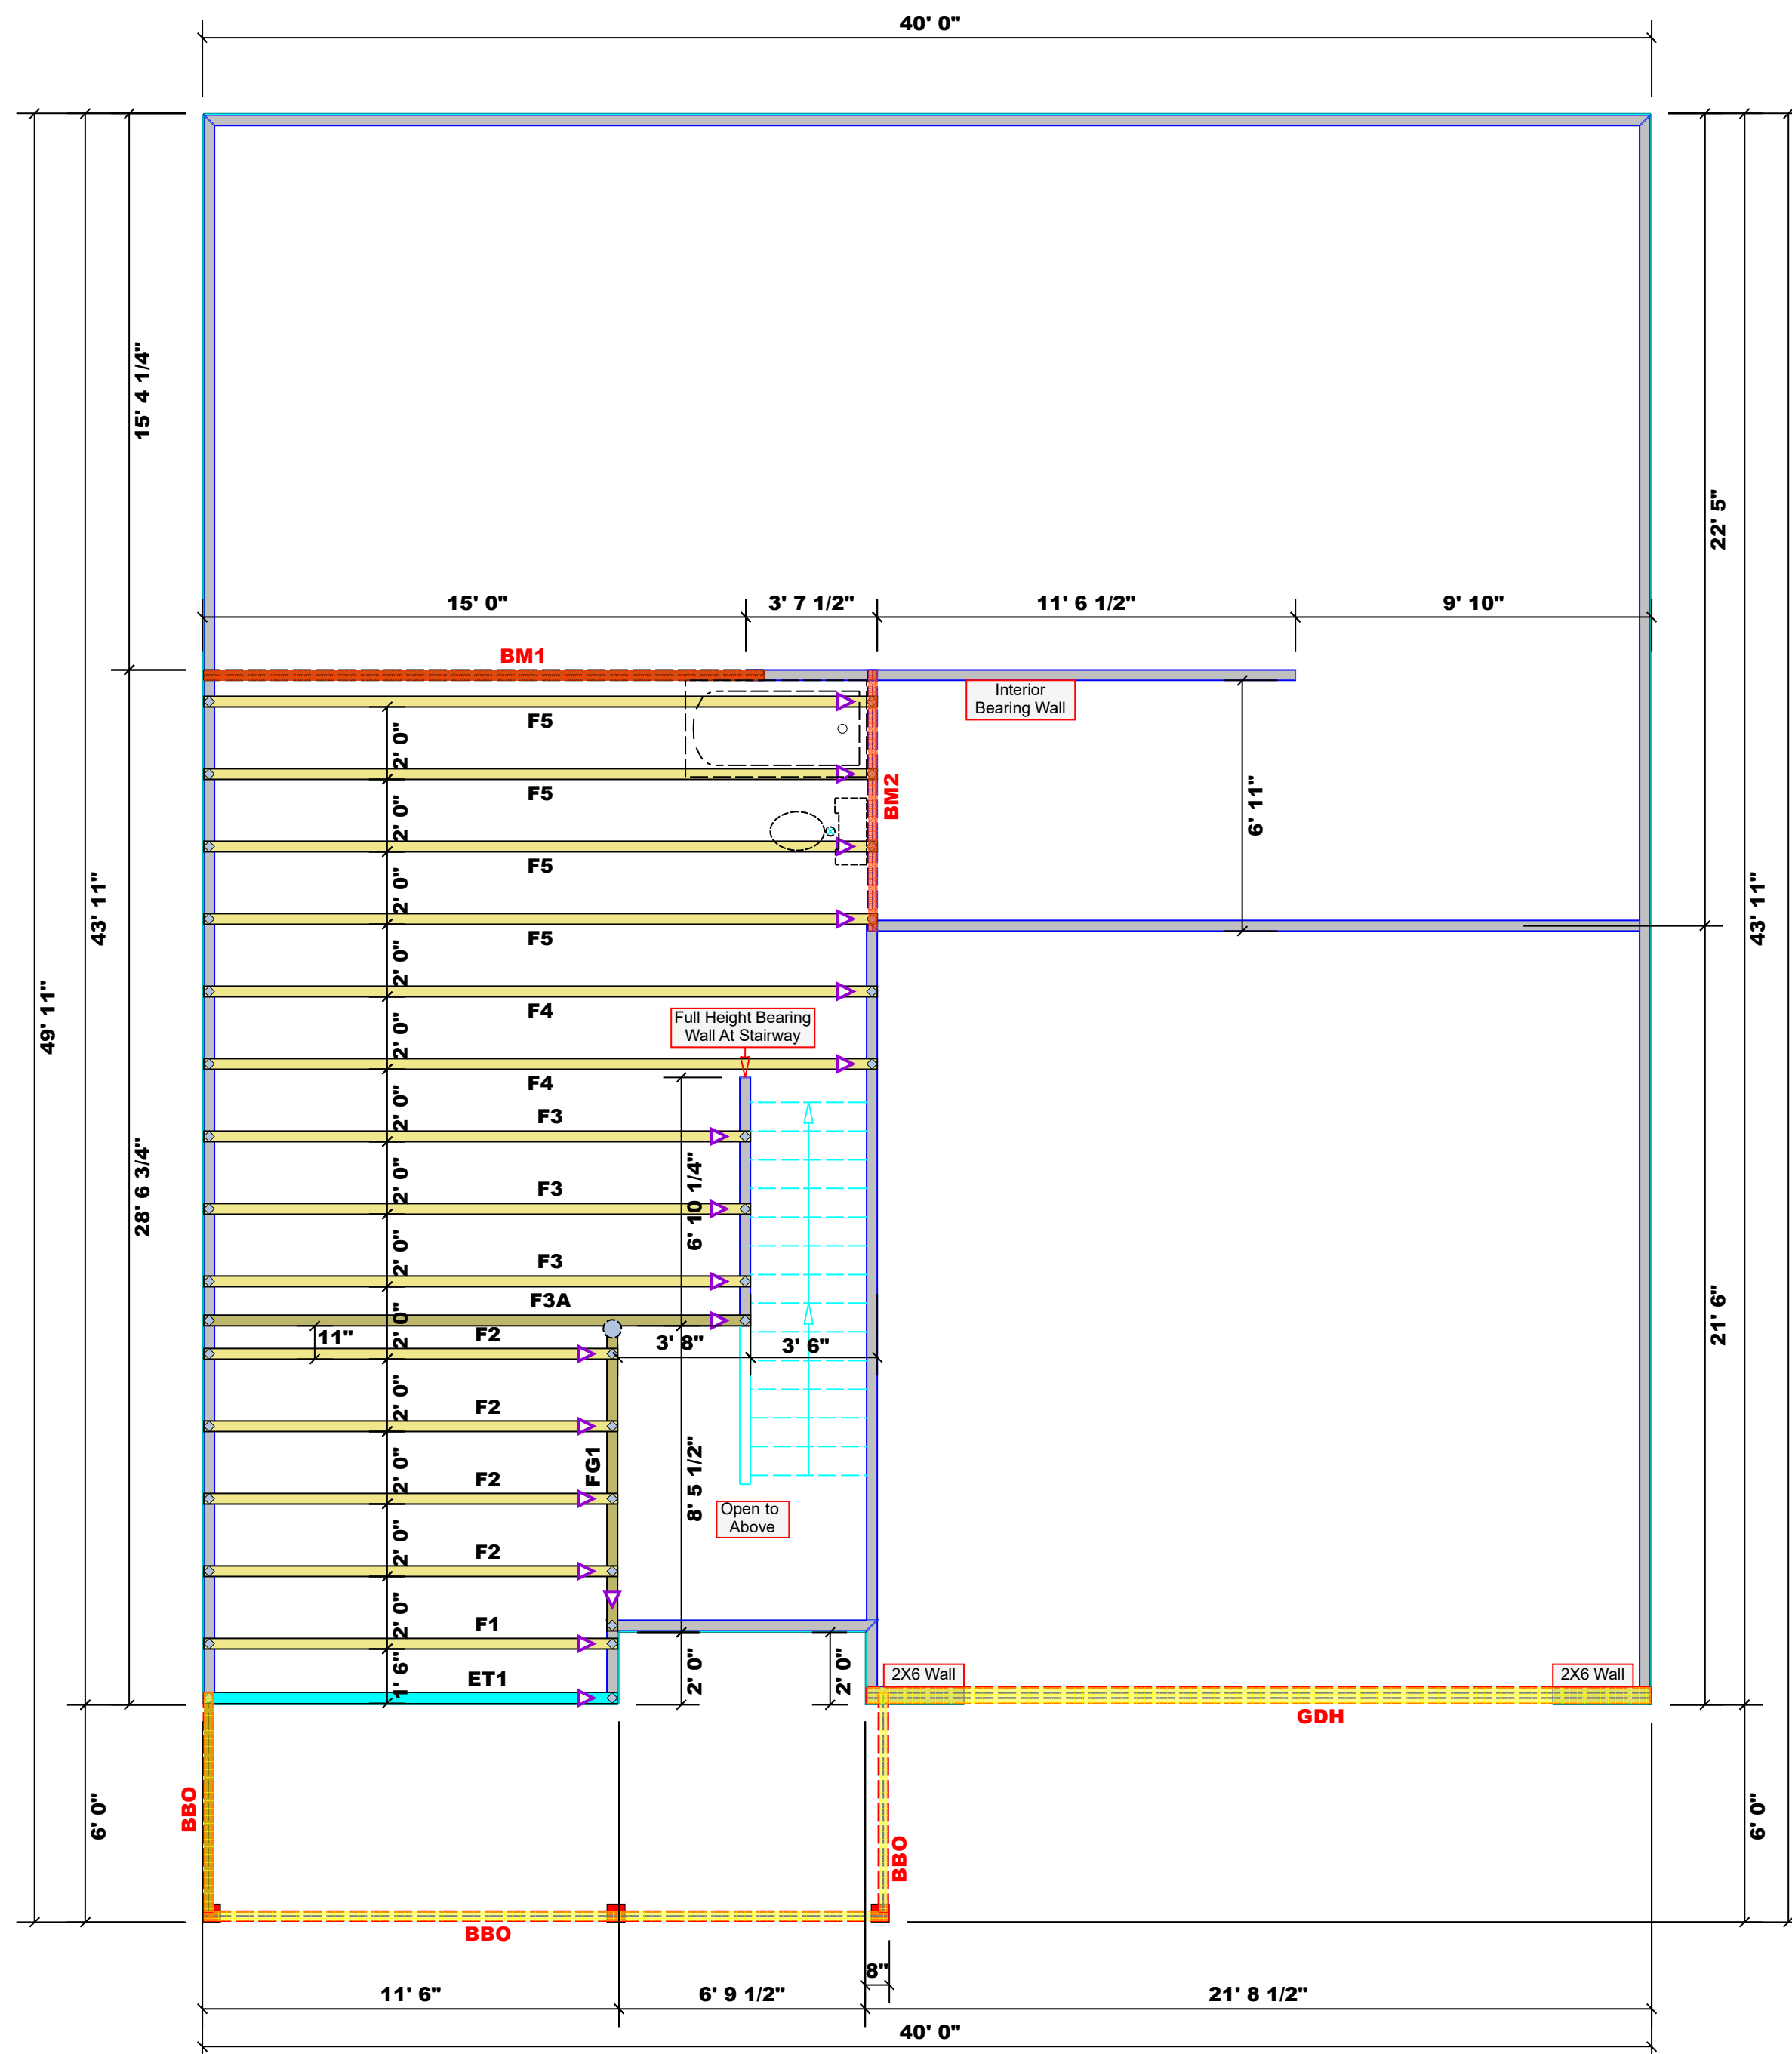 40' 0"
15' 4 1/4"
22' 5"
15' 0"
3' 7 1/2"
11' 6 1/2"
9' 10"
BM1
Interior
Bearing Wall
F5
2' 0"
F5
BM2
6' 11"
2' 0"
F5
2' 0"
43' 11"
43' 11"
F5
2' 0"
49' 11"
F4
Full Height Bearing
Wall At Stairway
2' 0"
F4
2' 0"
F3
28' 6 3/4"
F3
2' 0"
6' 10 1/4"
F3
2' 0"
F3A
21' 6"
11"
F2
2' 0"
3' 8"
3' 6"
F2
2' 0"
FG1
F2
2' 0"
8' 5 1/2"
Open to
Above
F2
2' 0"
F1
2' 0"
ET1
1' 6"
2' 0"
2' 0"
2X6 Wall
2X6 Wall
GDH
6' 0"
BBO
BBO
6' 0"
BBO
8"
11' 6"
6' 9 1/2"
21' 8 1/2"
40' 0"